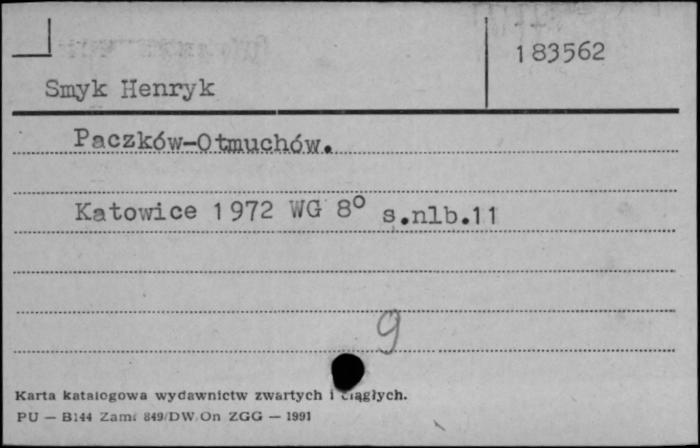 183562
Smyk Henryk
Paczków-Otmuchów.
Katowice 1972 WG 8° s.nlb.11
9
Karta katalogowa wydawnictw zwartych i ciągłych.
PU — B144 Zam. 849/DW/On ZGG — 1991